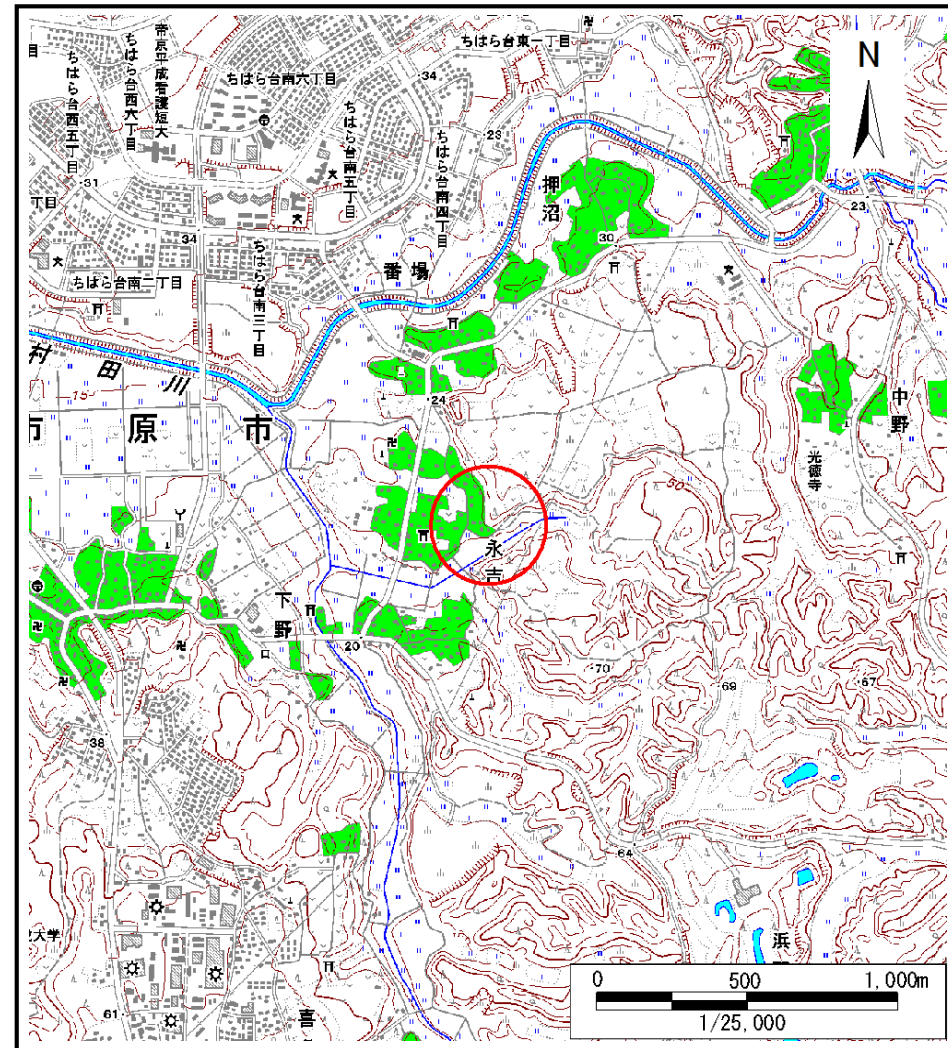 ちはら台東一丁目
帝京平成看護短大
ちはら台西六丁目
ちはら台西五丁目
ちはら台南六丁目
ちはら台南五丁目
ちはら台南四丁目
34
23
N
31
丁目
34
ちはら台南三丁目
ちはら台南二丁目
押沼
30
23
番場
村田川
15
市原市
24
中野
光徳寺
50
永吉
下野
20
70
69
67
38
64
大学
浜
61
喜
0 500 1,000m
1/25,000